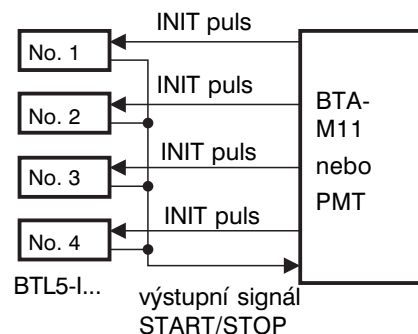 INIT puls
No. 1
INIT puls
No. 2
INIT puls
No. 3
INIT puls
No. 4
BTA-
M11
nebo
PMT
BTL5-I...
výstupní signál
START/STOP